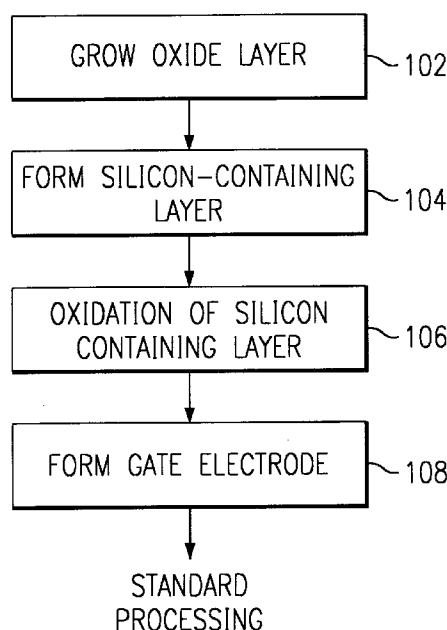 GROW OXIDE LAYER
102
FORM SILICON-CONTAINING
LAYER
104
OXIDATION OF SILICON
CONTAINING LAYER
106
FORM GATE ELECTRODE
108
STANDARD
PROCESSING